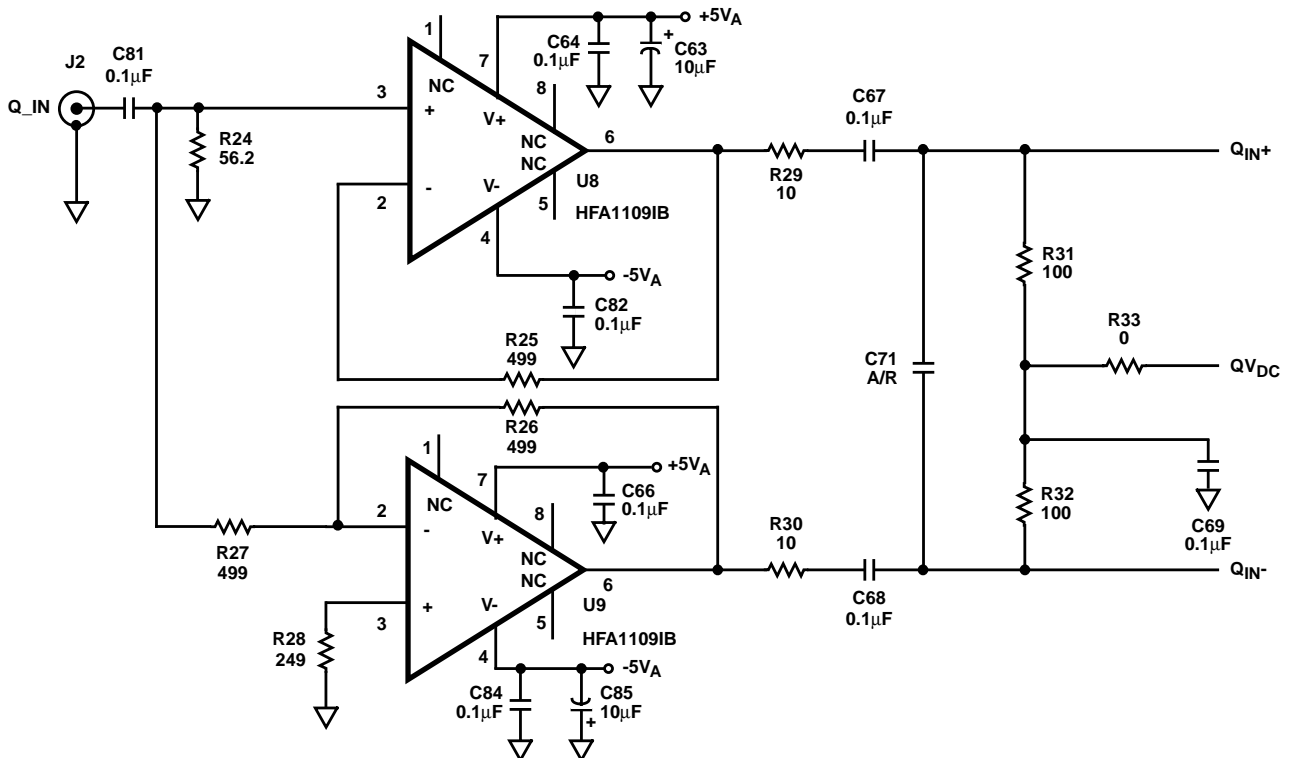 J2
Q_IN
C81
0.1µF
R24
56.2
1
NC
7
V+
8
NC
NC
3
+
2
-
V-
4
5
6
U8
HFA1109IB
+5VA
C64
0.1µF
+
C63
10µF
-5VA
C82
0.1µF
R25
499
R26
499
R29
10
C67
0.1µF
QIN+
R31
100
R33
0
QVDC
C71
A/R
R32
100
C69
0.1µF
R27
499
R28
249
1
NC
7
V+
8
NC
NC
2
-
3
+
V-
4
5
6
U9
HFA1109IB
+5VA
C66
0.1µF
-5VA
C84
0.1µF
+
C85
10µF
R30
10
C68
0.1µF
QIN-